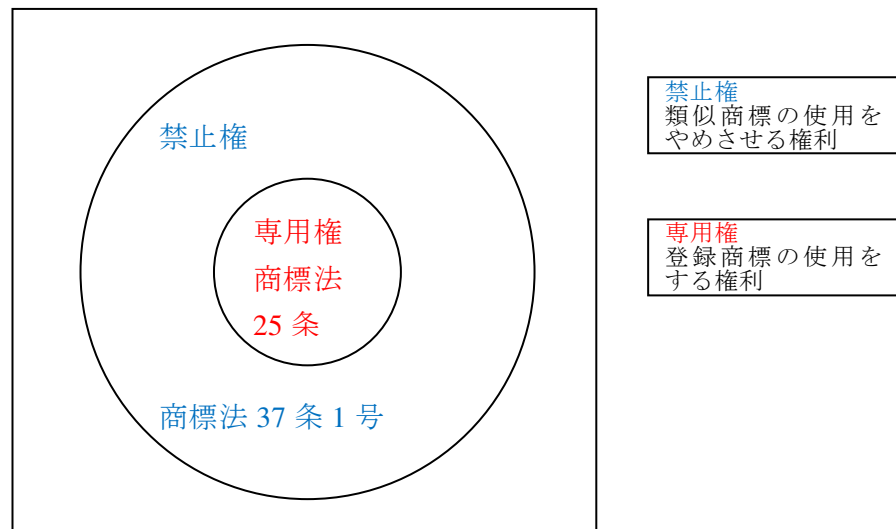 禁止権
専用権
商標法
25 条
商標法 37 条 1 号
禁止権
類似商標の使用を
やめさせる権利
専用権
登録商標の使用を
する権利